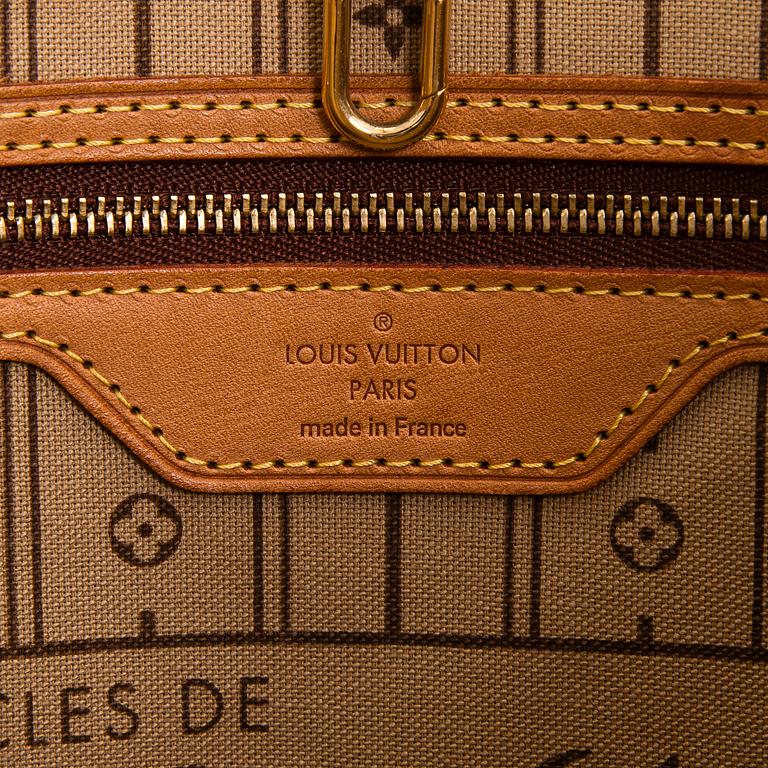 ®
LOUIS VUITTON
PARIS
made in France
CLES DE